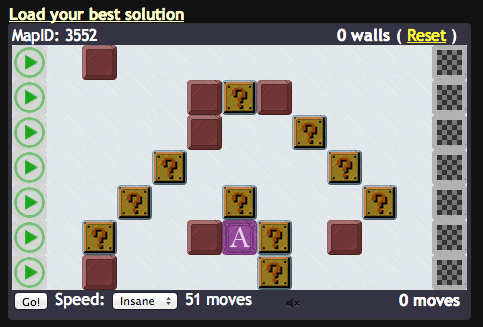 Load your best solution
MapID: 3552 0 walls ( Reset )
?
?
? ?
? ? ?
? A ?
?
Go! Speed: Insane 51 moves 0 moves